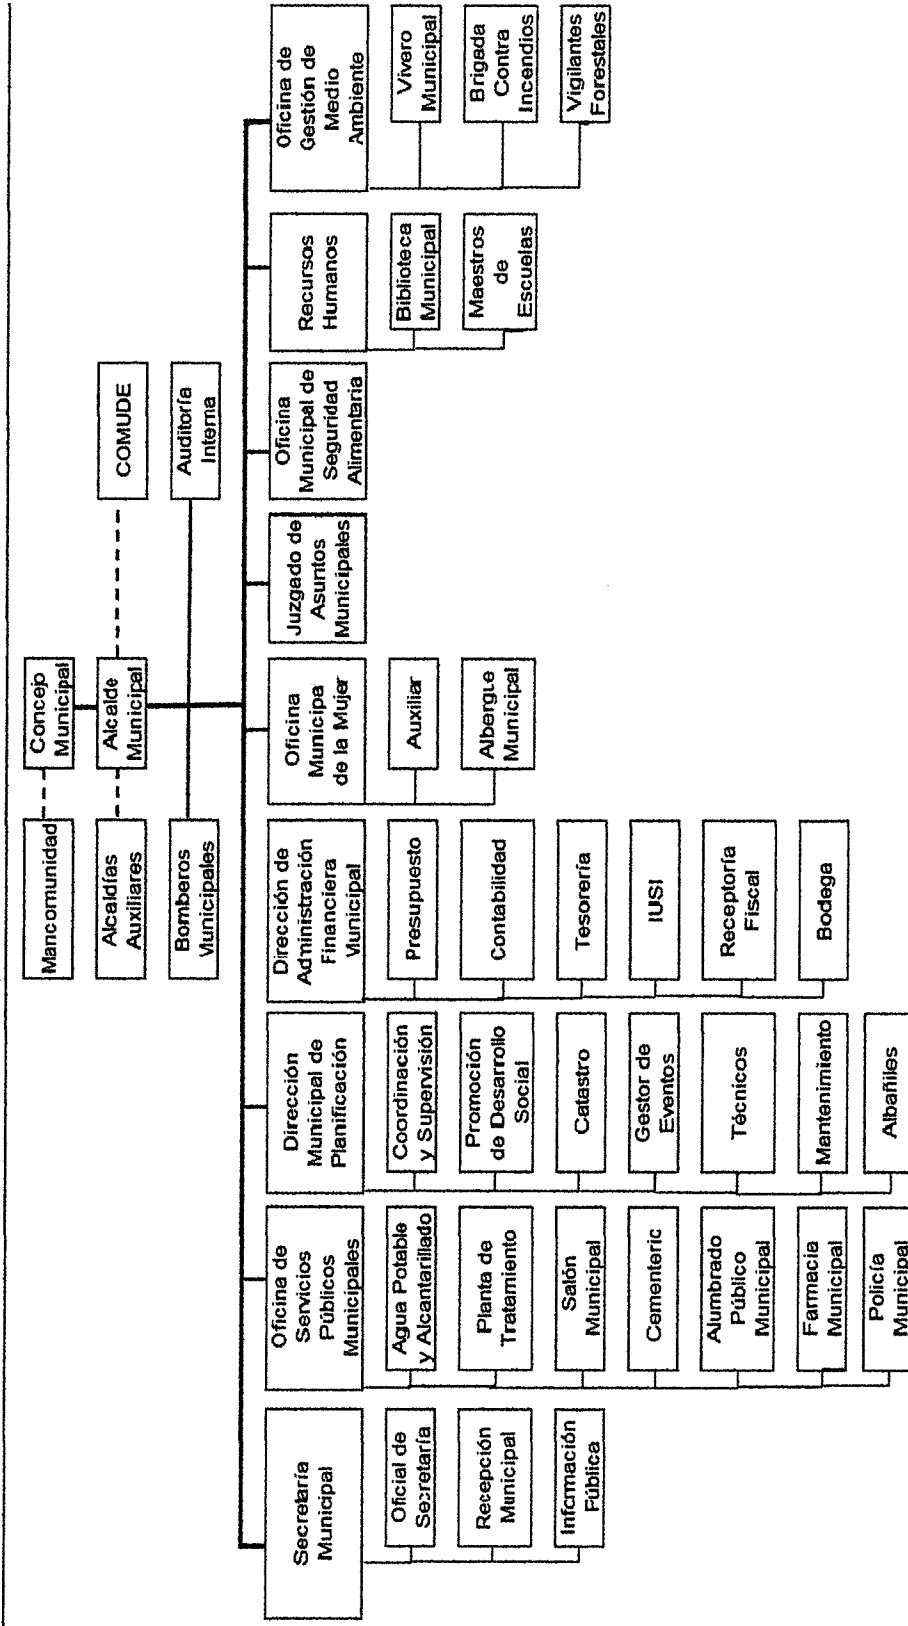 Mancomunidad
Concejo
Municipal
Alcaldías
Auxiliares
Alcalde
Municipal
COMUDE
Bomberos
Municipales
Auditoría
Interna
Secretaría
Municipal
Oficial de
Secretaría
Recepción
Municipal
Información
Pública
Oficina de
Servicios
Públicos
Municipales
Agua Potable
y Alcantarillado
Planta de
Tratamiento
Salón
Municipal
Cementeric
Alumbrado
Público
Municipal
Farmacia
Municipal
Policía
Municipal
Dirección
Municipal de
Planificación
Coordinación
y Supervisión
Promoción
de Desarrollo
Social
Catastro
Gestor de
Eventos
Técnicos
Mantenimiento
Albañiles
Dirección de
Administración
Financiera
Municipal
Presupuesto
Contabilidad
Tesorería
IUSI
Receptoría
Fiscal
Bodega
Oficina
Municipa
de la Mujer
Auxiliar
Albergue
Municipal
Juzgado de
Asuntos
Municipales
Oficina
Municipal de
Seguridad
Alimentaria
Recursos
Humanos
Biblioteca
Municipal
Maestros
de
Escuelas
Oficina de
Gestión de
Medio
Ambiente
Vivero
Municipal
Brigada
Contra
Incendios
Vigilantes
Forestales